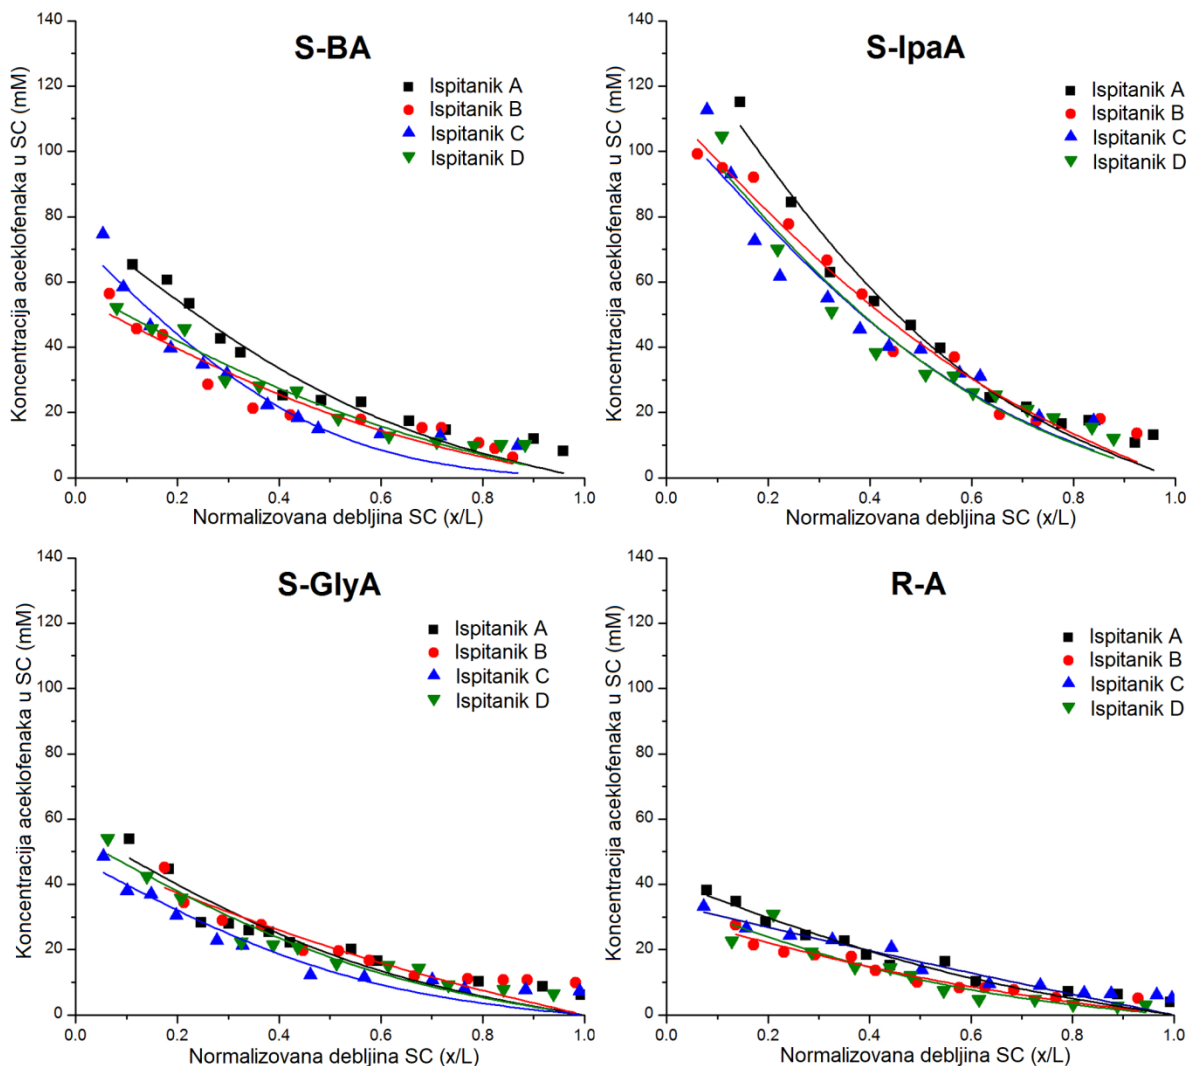 S-BA
Koncentracija aceklofenaka u SC (mM)
140
120
100
80
60
40
20
0
Ispitanik A
Ispitanik B
Ispitanik C
Ispitanik D
0.0 0.2 0.4 0.6 0.8 1.0
Normalizovana debljina SC (x/L)
S-IpaA
Koncentracija aceklofenaka u SC (mM)
140
120
100
80
60
40
20
0
Ispitanik A
Ispitanik B
Ispitanik C
Ispitanik D
0.0 0.2 0.4 0.6 0.8 1.0
Normalizovana debljina SC (x/L)
S-GlyA
Koncentracija aceklofenaka u SC (mM)
140
120
100
80
60
40
20
0
Ispitanik A
Ispitanik B
Ispitanik C
Ispitanik D
0.0 0.2 0.4 0.6 0.8 1.0
Normalizovana debljina SC (x/L)
R-A
Koncentracija aceklofenaka u SC (mM)
140
120
100
80
60
40
20
0
Ispitanik A
Ispitanik B
Ispitanik C
Ispitanik D
0.0 0.2 0.4 0.6 0.8 1.0
Normalizovana debljina SC (x/L)